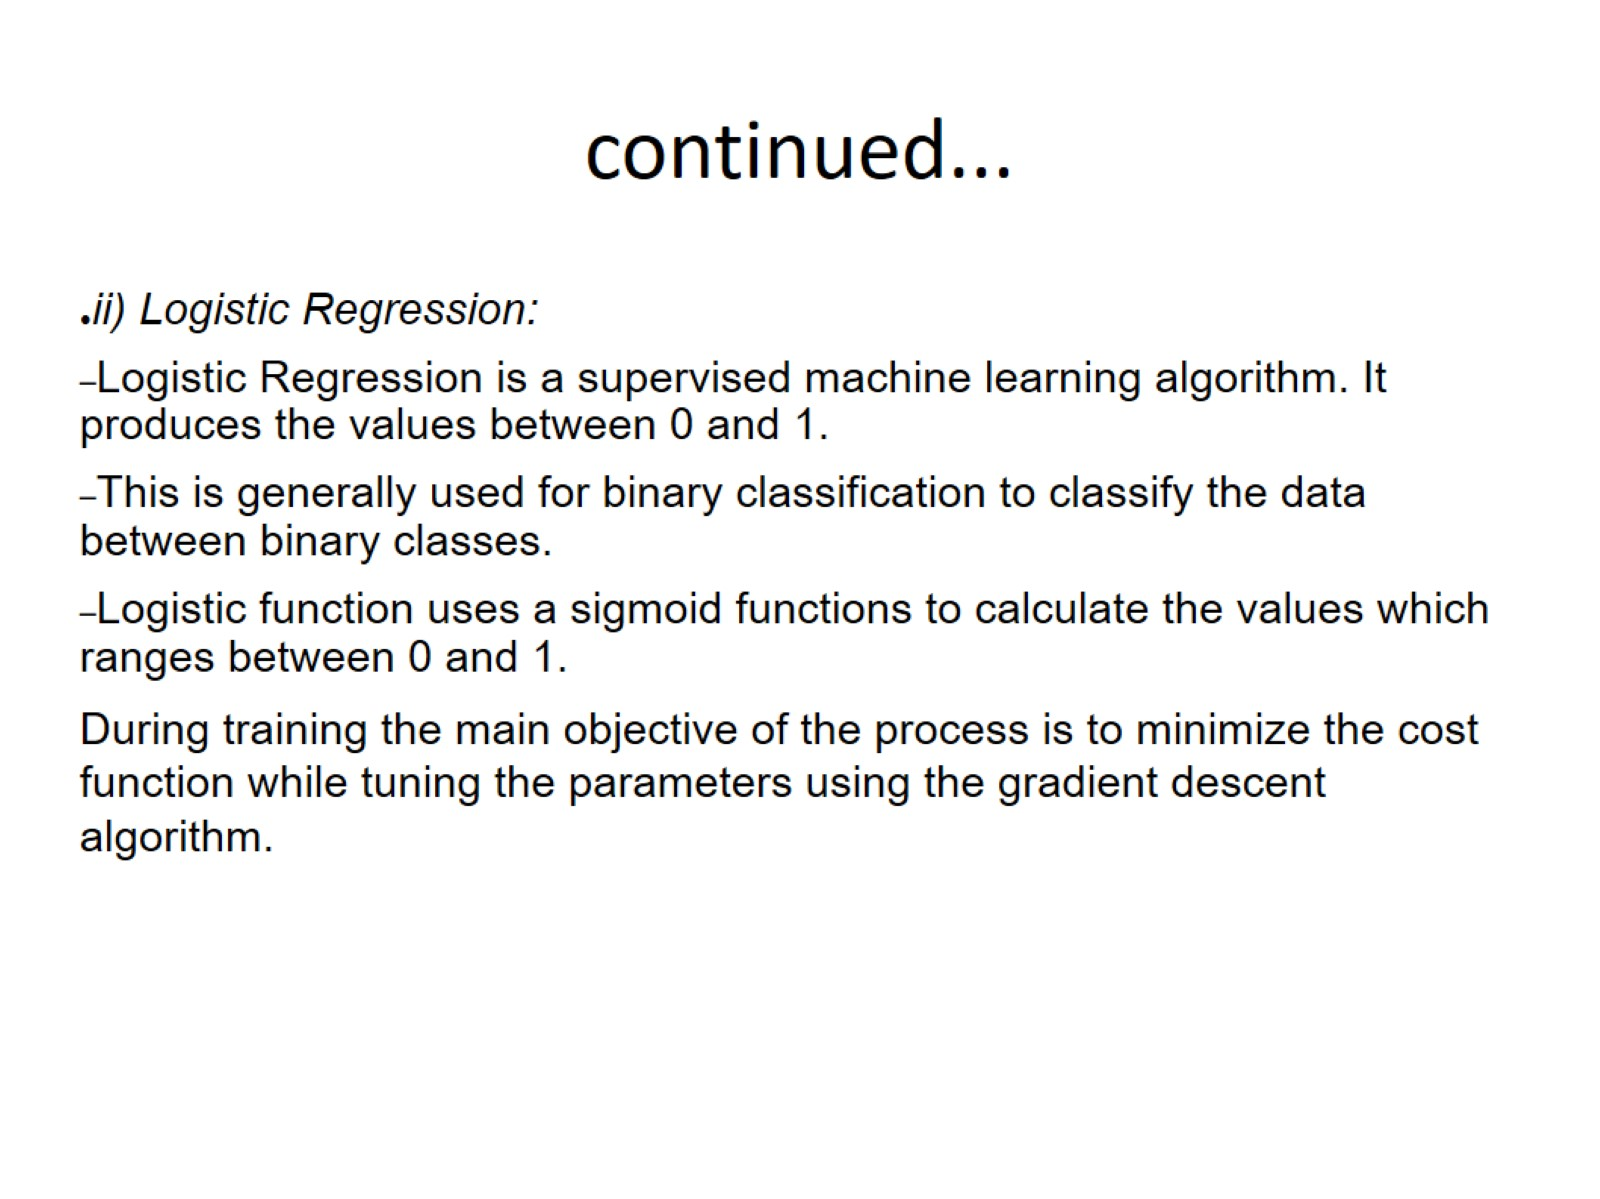 continued...
.ii) Logistic Regression:
–Logistic Regression is a supervised machine learning algorithm. It
produces the values between 0 and 1.
–This is generally used for binary classification to classify the data
between binary classes.
–Logistic function uses a sigmoid functions to calculate the values which
ranges between 0 and 1.
During training the main objective of the process is to minimize the cost
function while tuning the parameters using the gradient descent
algorithm.